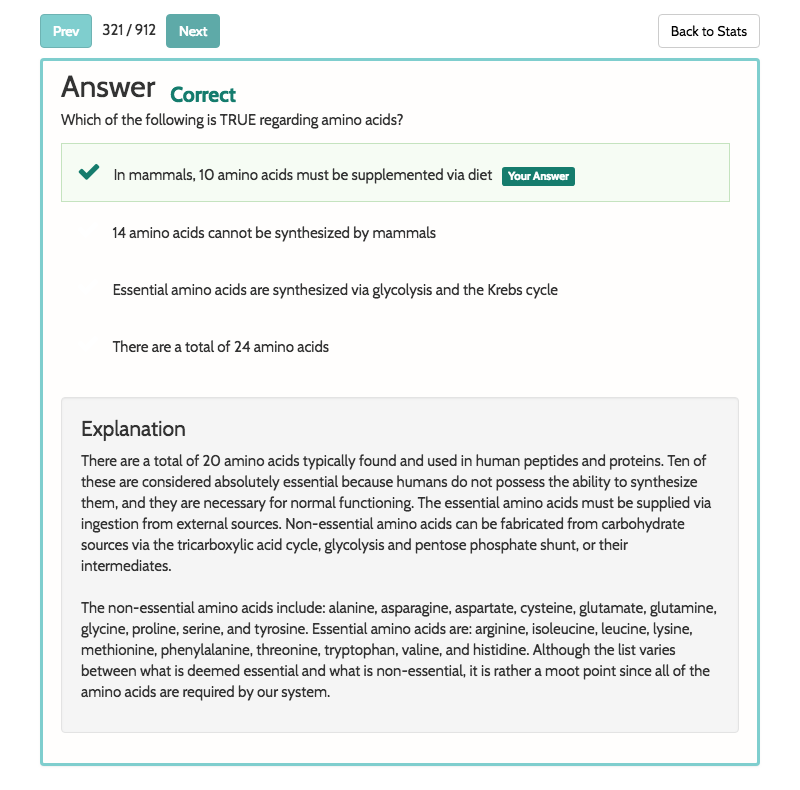 Prev 321 / 912 Next Back to Stats
Answer Correct
Which of the following is TRUE regarding amino acids?
In mammals, 10 amino acids must be supplemented via diet Your Answer
14 amino acids cannot be synthesized by mammals
Essential amino acids are synthesized via glycolysis and the Krebs cycle
There are a total of 24 amino acids
Explanation
There are a total of 20 amino acids typically found and used in human peptides and proteins. Ten of
these are considered absolutely essential because humans do not possess the ability to synthesize
them, and they are necessary for normal functioning. The essential amino acids must be supplied via
ingestion from external sources. Non-essential amino acids can be fabricated from carbohydrate
sources via the tricarboxylic acid cycle, glycolysis and pentose phosphate shunt, or their
intermediates.
The non-essential amino acids include: alanine, asparagine, aspartate, cysteine, glutamate, glutamine,
glycine, proline, serine, and tyrosine. Essential amino acids are: arginine, isoleucine, leucine, lysine,
methionine, phenylalanine, threonine, tryptophan, valine, and histidine. Although the list varies
between what is deemed essential and what is non-essential, it is rather a moot point since all of the
amino acids are required by our system.